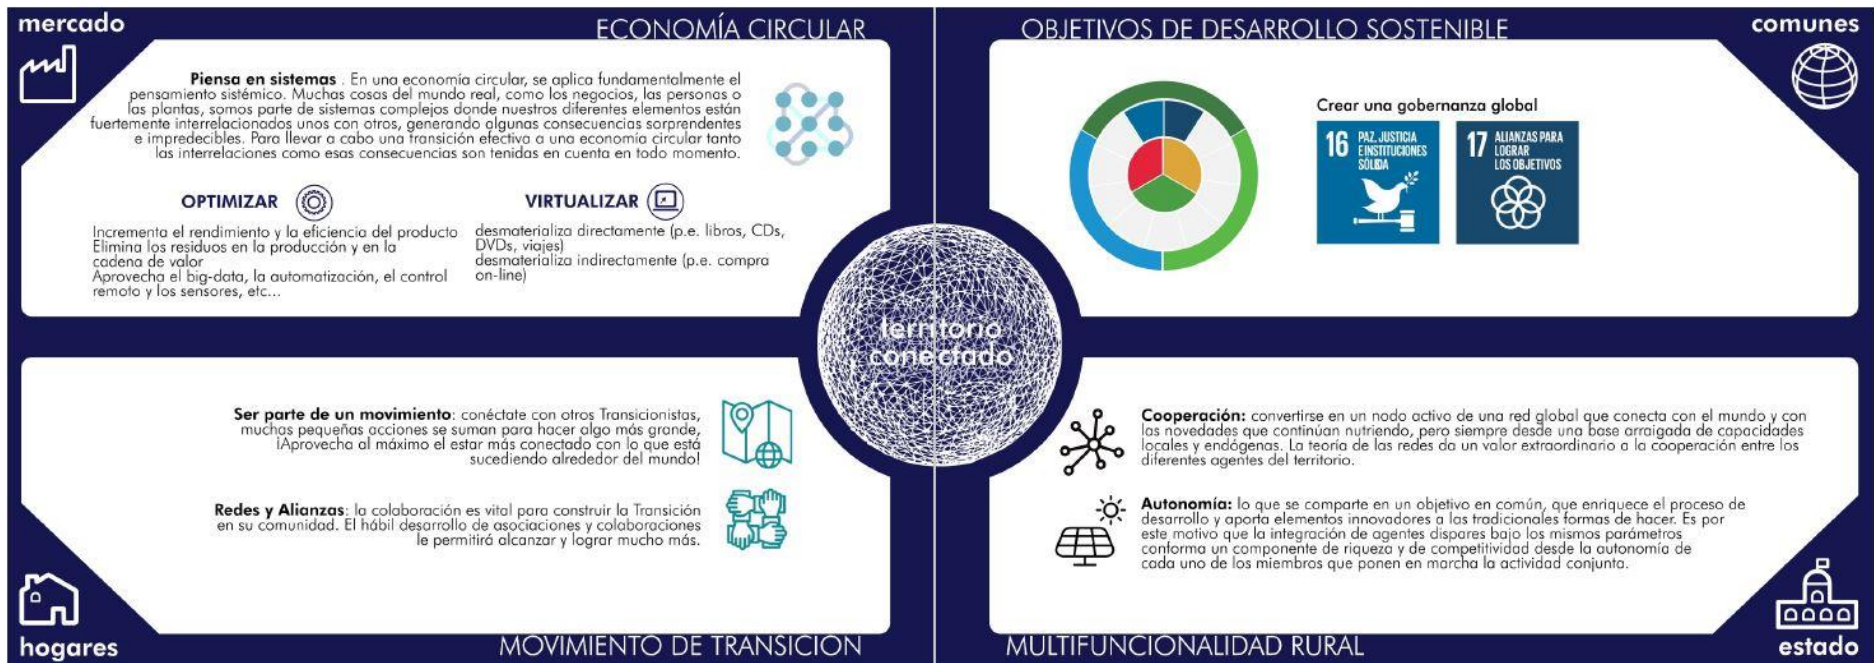 mercado
ECONOMÍA CIRCULAR
Piensa en sistemas . En una economía circular, se aplica fundamentalmente el
pensamiento sistémico. Muchas cosas del mundo real, como los negocios, las personas o
las plantas, somos parte de sistemas complejos donde nuestros diferentes elementos están
fuertemente interrelacionados unos con otros, generando algunas consecuencias sorprendentes
e impredecibles. Para llevar a cabo una transición efectiva a una economía circular tanto
las interrelaciones como esas consecuencias son tenidas en cuenta en todo momento.
OPTIMIZAR
Incrementa el rendimiento y la eficiencia del producto
Elimina los residuos en la producción y en la
cadena de valor
Aprovecha el big-data, la automatización, el control
remoto y los sensores, etc...
VIRTUALIZAR
desmaterializa directamente (p.e. libros, CDs,
DVDs, viajes)
desmaterializa indirectamente (p.e. compra
on-line)
OBJETIVOS DE DESARROLLO SOSTENIBLE
comunes
Crear una gobernanza global
16 PAZ, JUSTICIA
E INSTITUCIONES
SÓLIDA
17 ALIANZAS PARA
LOGRAR
LOS OBJETIVOS
territorio
conectado
Ser parte de un movimiento: conéctate con otros Transicionistas,
muchas pequeñas acciones se suman para hacer algo más grande,
¡Aprovecha al máximo el estar más conectado con lo que está
sucediendo alrededor del mundo!
Redes y Alianzas: la colaboración es vital para construir la Transición
en su comunidad. El hábil desarrollo de asociaciones y colaboraciones
le permitirá alcanzar y lograr mucho más.
hogares
MOVIMIENTO DE TRANSICION
Cooperación: convertirse en un nodo activo de una red global que conecta con el mundo y con
las novedades que continúan nutriendo, pero siempre desde una base arraigada de capacidades
locales y endógenas. La teoría de las redes da un valor extraordinario a la cooperación entre los
diferentes agentes del territorio.
Autonomía: lo que se comparte en un objetivo en común, que enriquece el proceso de
desarrollo y aporta elementos innovadores a las tradicionales formas de hacer. Es por
este motivo que la integración de agentes dispares bajo los mismos parámetros
conforma un componente de riqueza y de competitividad desde la autonomía de
cada uno de los miembros que ponen en marcha la actividad conjunta.
MULTIFUNCIONALIDAD RURAL
estado